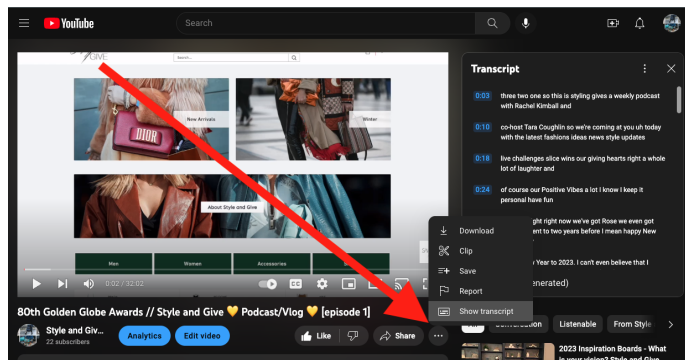 YouTube
Search
GIVE
Search...
New Arrivals
Winter
DIOR
About Style and Give
Men
Women
Accessories
0:02 / 32:02
CC
Transcript
0:03 three two one so this is styling gives a weekly podcast
with Rachel Kimball and
0:10 co-host Tara Coughlin so we're coming at you uh today
with the latest fashions ideas news style updates
0:18 live challenges slice wins our giving hearts right a whole
lot of laughter and
0:24 of course our Positive Vibes a lot I know I keep it
personal have fun
ght right now we've got Rose we even got
ent to two years before I mean happy New
Year to 2023. I can't even believe that I
enerated)
Download
Clip
Save
Report
Show transcript
80th Golden Globe Awards // Style and Give 💛 Podcast/Vlog 💛 [episode 1]
Style and Giv...
22 subscribers
Analytics
Edit video
Like
Share
Listenable
From Style
2023 Inspiration Boards - What
is your vision? Style and Give